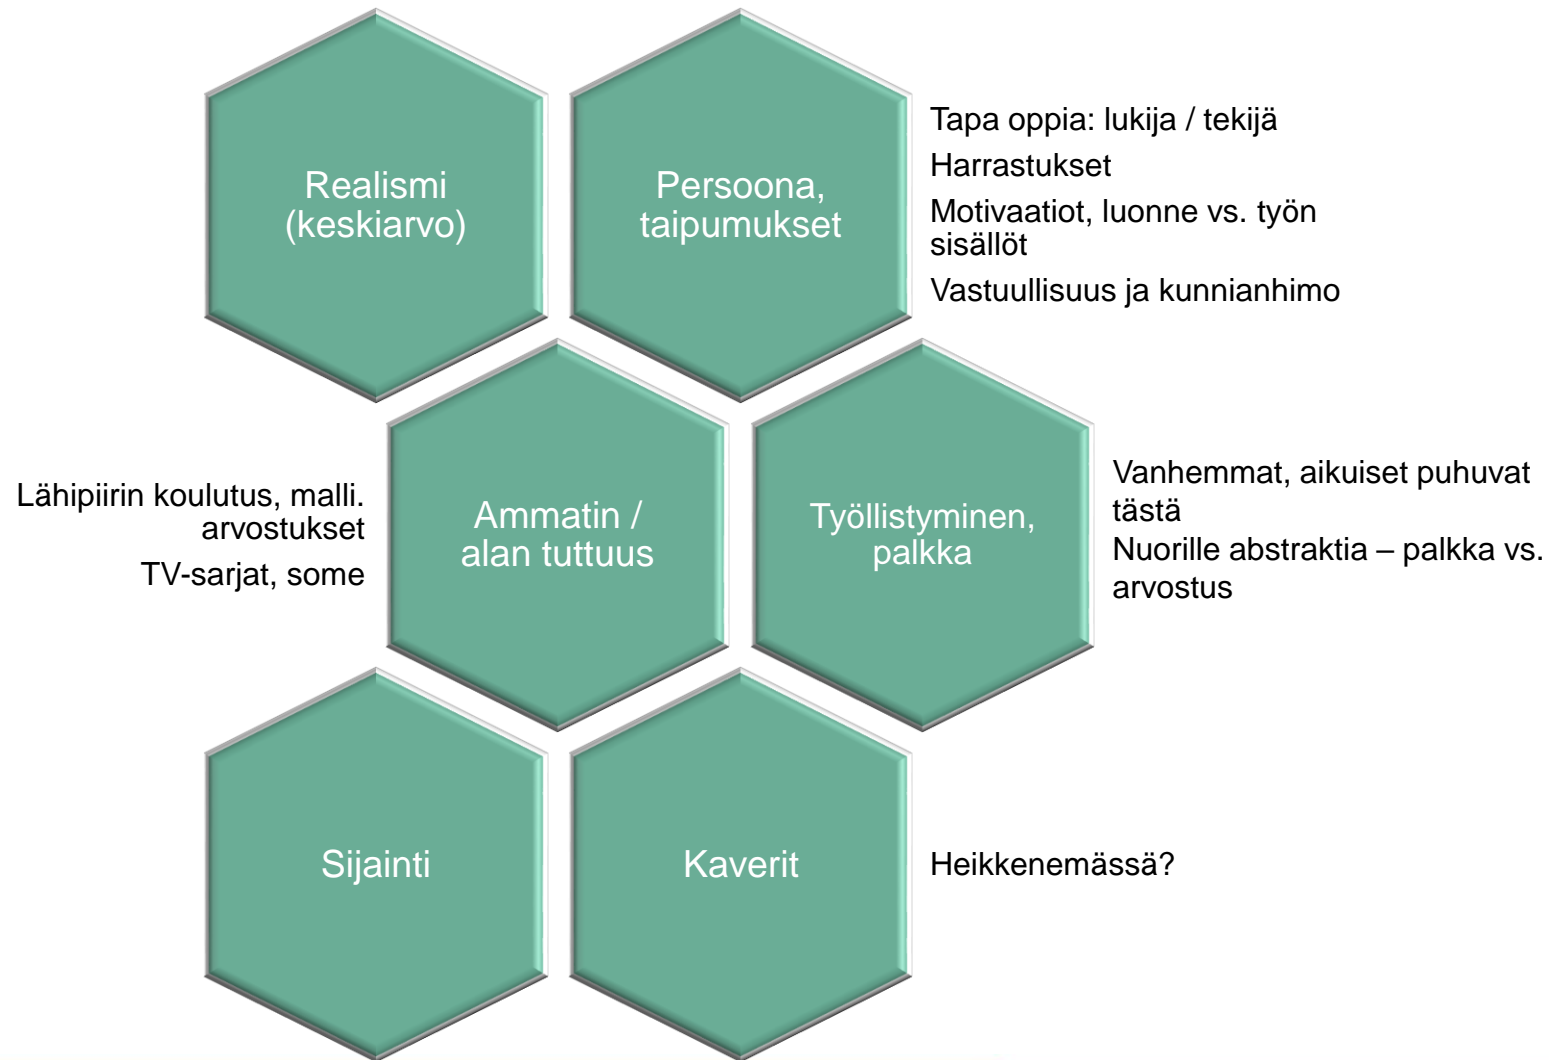 Realismi
(keskiarvo)
Persoona,
taipumukset
Tapa oppia: lukija / tekijä
Harrastukset
Motivaatiot, luonne vs. työn
sisällöt
Vastuullisuus ja kunnianhimo
Lähipiirin koulutus, malli.
arvostukset
TV-sarjat, some
Ammatin /
alan tuttuus
Työllistyminen,
palkka
Vanhemmat, aikuiset puhuvat
tästä
Nuorille abstraktia – palkka vs.
arvostus
Sijainti
Kaverit
Heikkenemässä?